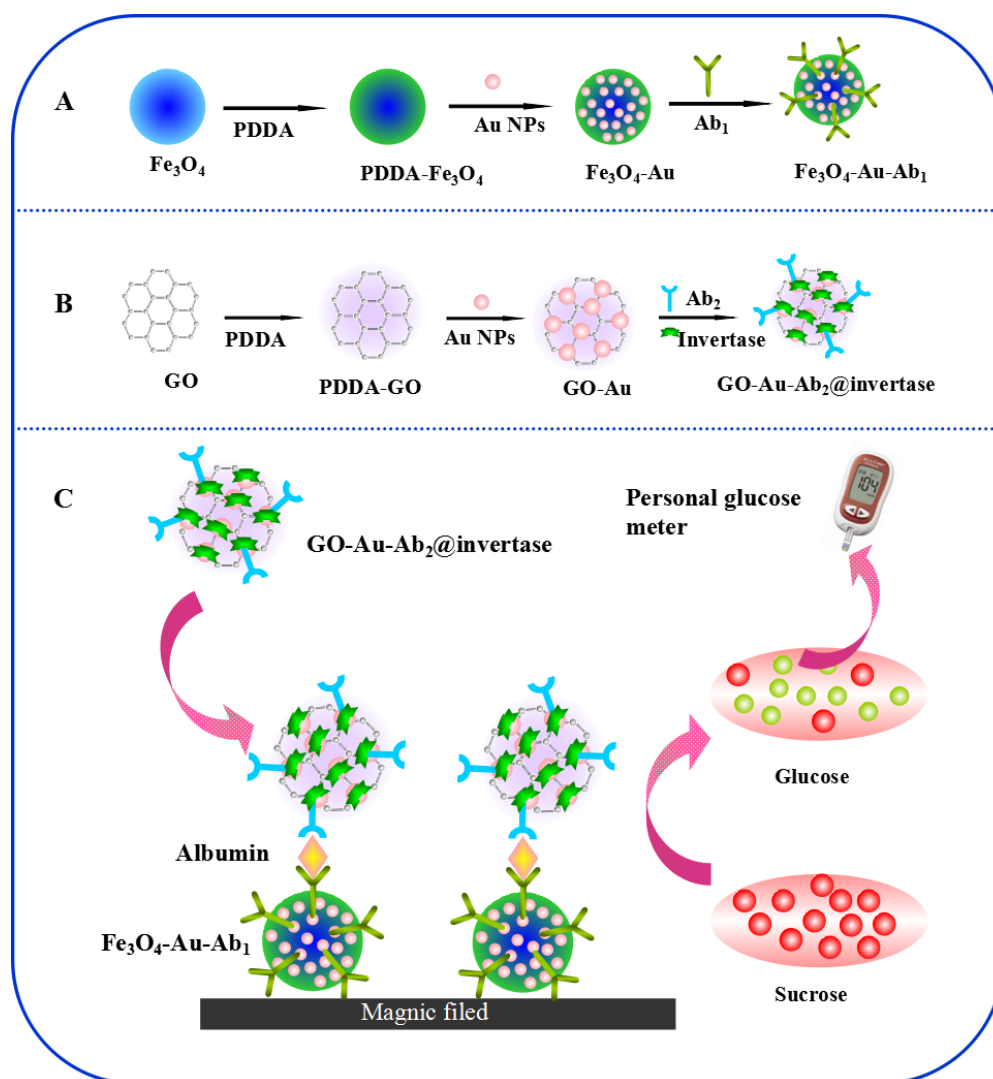 A
PDDA
Au NPs
Ab₁
Fe₃O₄
PDDA-Fe₃O₄
Fe₃O₄-Au
Fe₃O₄-Au-Ab₁
B
PDDA
Au NPs
Ab₂
Invertase
GO
PDDA-GO
GO-Au
GO-Au-Ab₂@invertase
C
GO-Au-Ab₂@invertase
Personal glucose
meter
104
Glucose
Albumin
Fe₃O₄-Au-Ab₁
Sucrose
Magnic filed